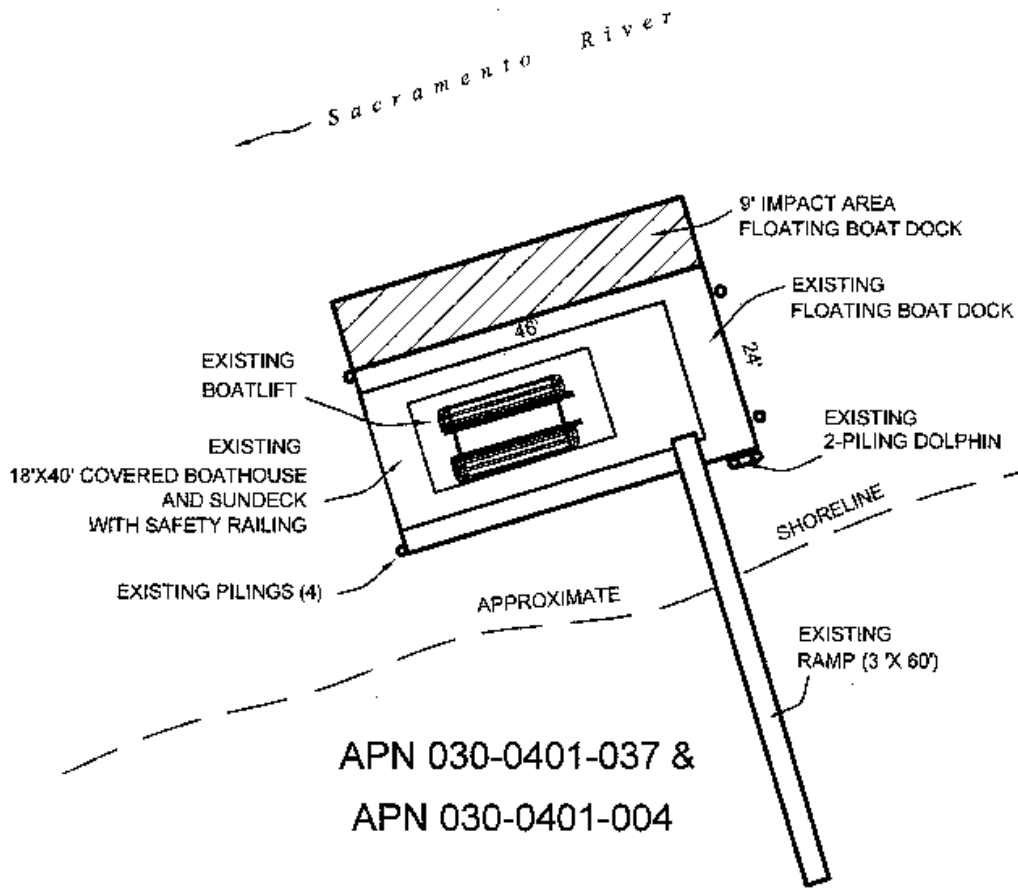 Sacramento River
9' IMPACT AREA
FLOATING BOAT DOCK
EXISTING
FLOATING BOAT DOCK
46'
24'
EXISTING
BOATLIFT
EXISTING
2-PILING DOLPHIN
EXISTING
18'X40' COVERED BOATHOUSE
AND SUNDECK
WITH SAFETY RAILING
SHORELINE
EXISTING PILINGS (4)
APPROXIMATE
EXISTING
RAMP (3 'X 60')
APN 030-0401-037 &
APN 030-0401-004